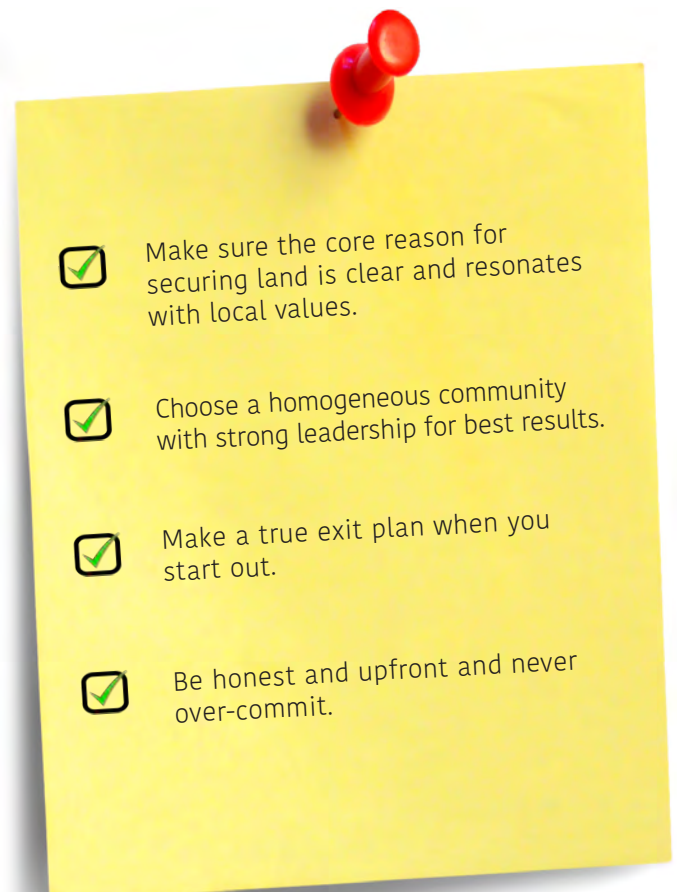 Make sure the core reason for
securing land is clear and resonates
with local values.
Choose a homogeneous community
with strong leadership for best results.
Make a true exit plan when you
start out.
Be honest and upfront and never
over-commit.